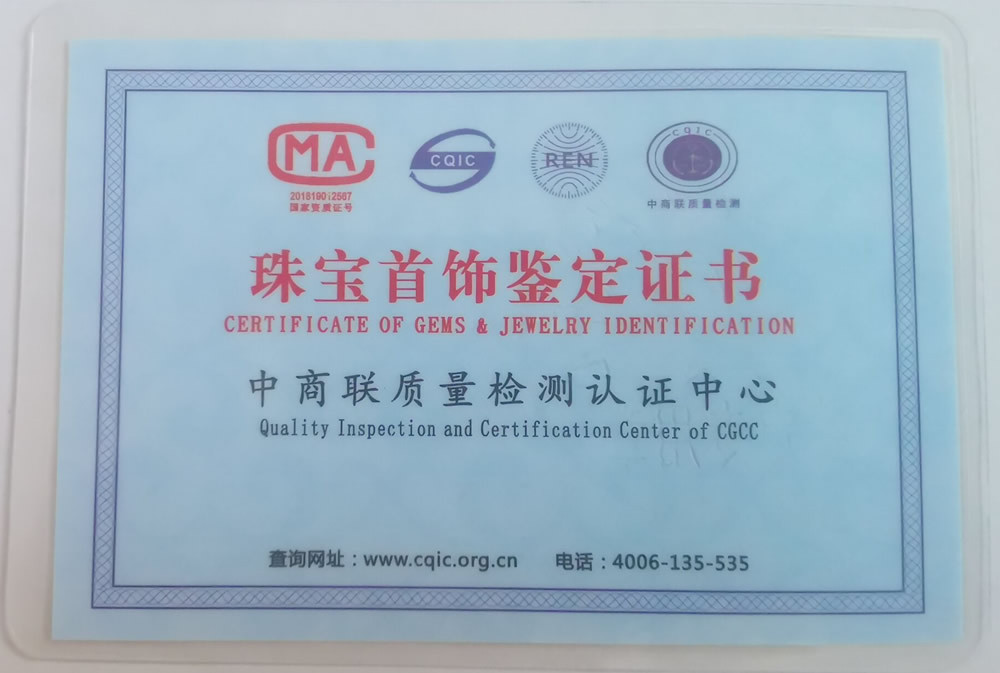 CMA
CQIC
REN
CQIC
国家资质证号
中商联质量检测
珠宝首饰鉴定证书
CERTIFICATE OF GEMS & JEWELRY IDENTIFICATION
中商联质量检测认证中心
Quality Inspection and Certification Center of CGCC
查询网址：www.cqic.org.cn 电话：4006-135-535